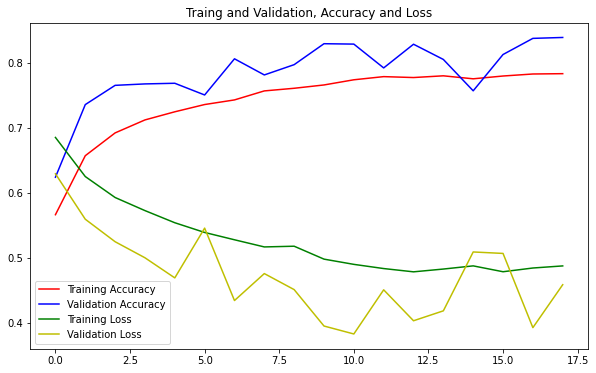 Traing and Validation, Accuracy and Loss
0.8
0.7
0.6
0.5
0.4
Training Accuracy
Validation Accuracy
Training Loss
Validation Loss
0.0 2.5 5.0 7.5 10.0 12.5 15.0 17.5